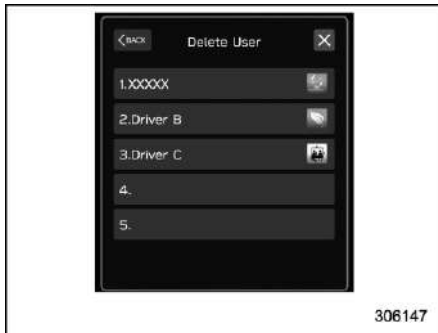 BACK Delete User
1.XXXXX
2.Driver B
3.Driver C
4.
5.
306147